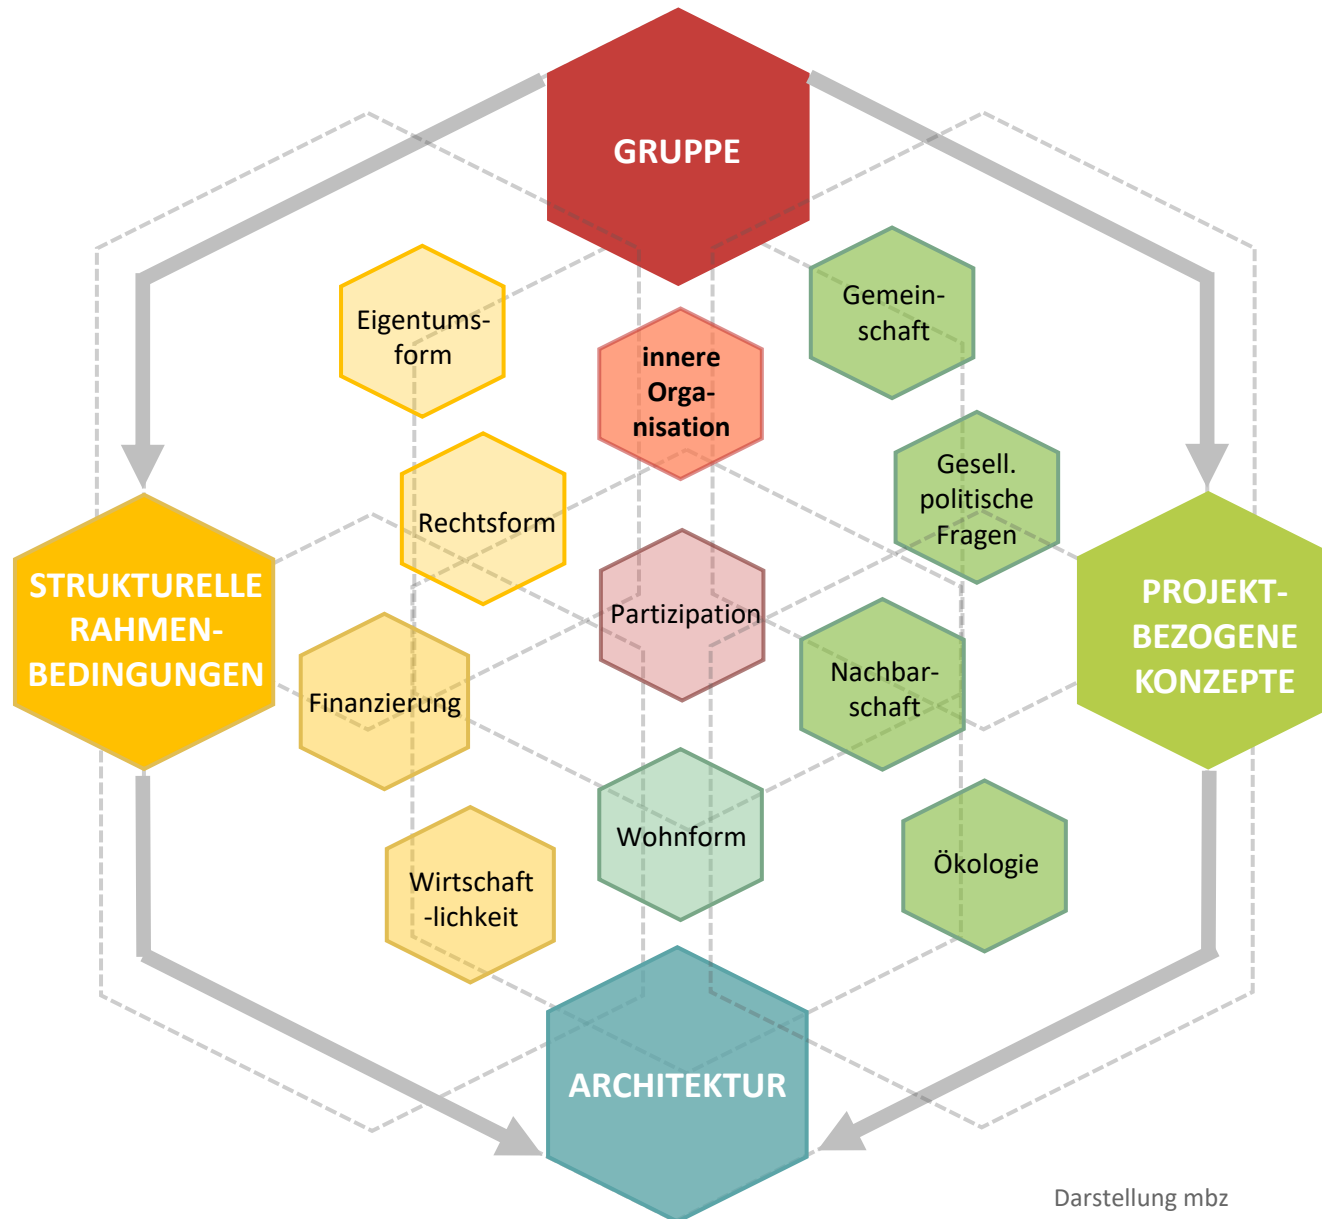 GRUPPE
Eigentums-
form
innere
Orga-
nisation
Gemein-
schaft
Rechtsform
Gesell.
politische
Fragen
STRUKTURELLE
RAHMEN-
BEDINGUNGEN
Partizipation
PROJEKT-
BEZOGENE
KONZEPTE
Finanzierung
Nachbar-
schaft
Wohnform
Wirtschaft
-lichkeit
Ökologie
ARCHITEKTUR
Darstellung mbz